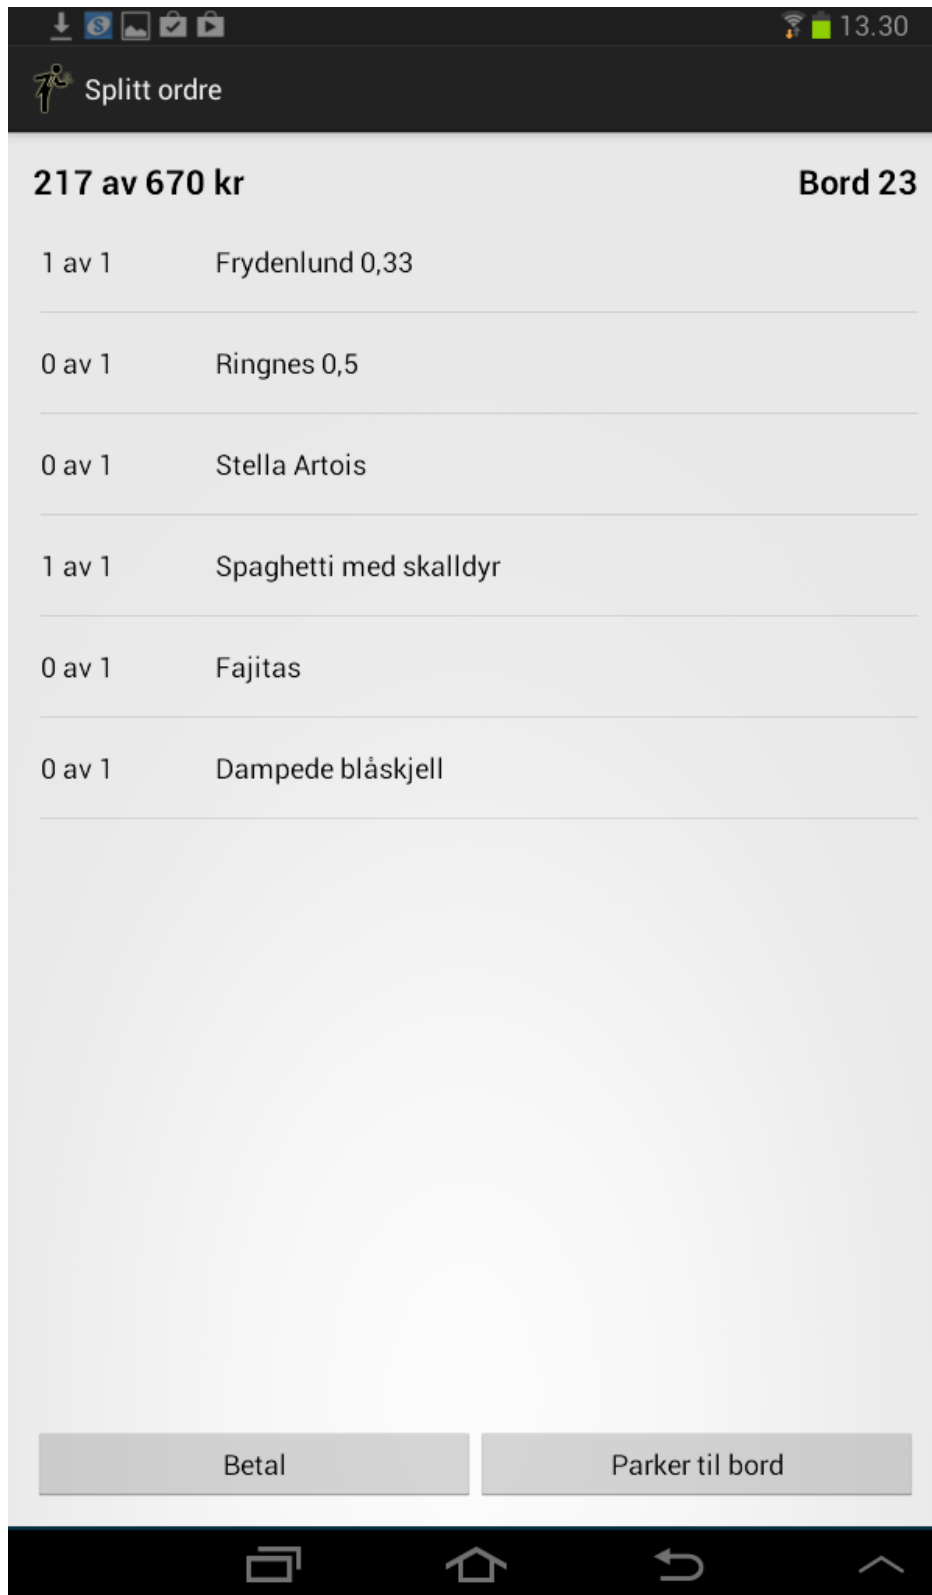 13.30
Splitt ordre
217 av 670 kr Bord 23
1 av 1 Frydenlund 0,33
0 av 1 Ringnes 0,5
0 av 1 Stella Artois
1 av 1 Spaghetti med skalldyr
0 av 1 Fajitas
0 av 1 Dampede blåskjell
Betal Parker til bord